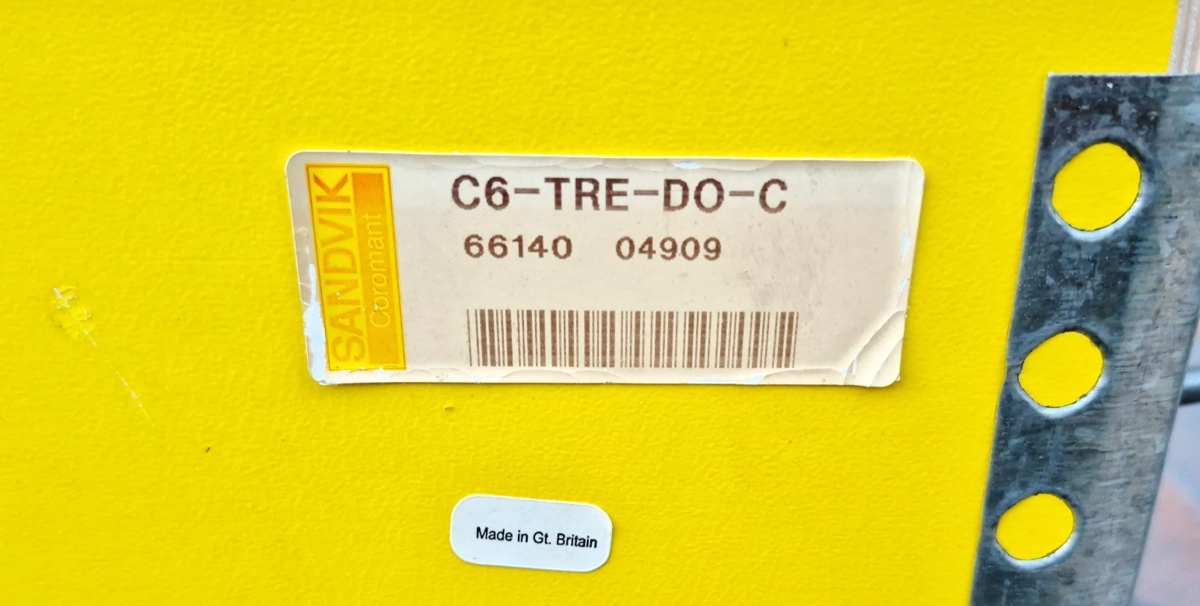 SANDVIK
Coromant
C6-TRE-DO-C
66140 04909
Made in Gt. Britain